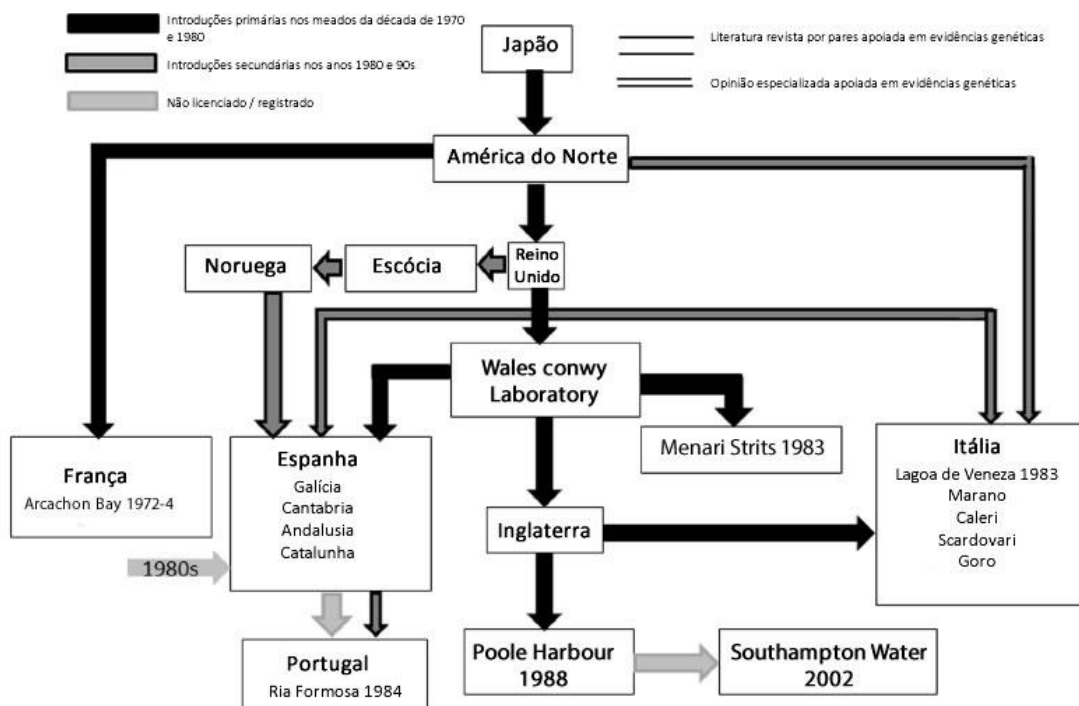 Introduções primárias nos meados da década de 1970
e 1980
Introduções secundárias nos anos 1980 e 90s
Não licenciado / registrado
Japão
Literatura revista por pares apoiada em evidências genéticas
Opinião especializada apoiada em evidências genéticas
América do Norte
Noruega
Escócia
Reino
Unido
Wales conwy
Laboratory
Menari Strits 1983
França
Arcachon Bay 1972-4
Espanha
Galícia
Cantabria
Andalusia
Catalunha
1980s
Inglaterra
Itália
Lagoa de Veneza 1983
Marano
Caleri
Scardovari
Goro
Portugal
Ria Formosa 1984
Poole Harbour
1988
Southampton Water
2002